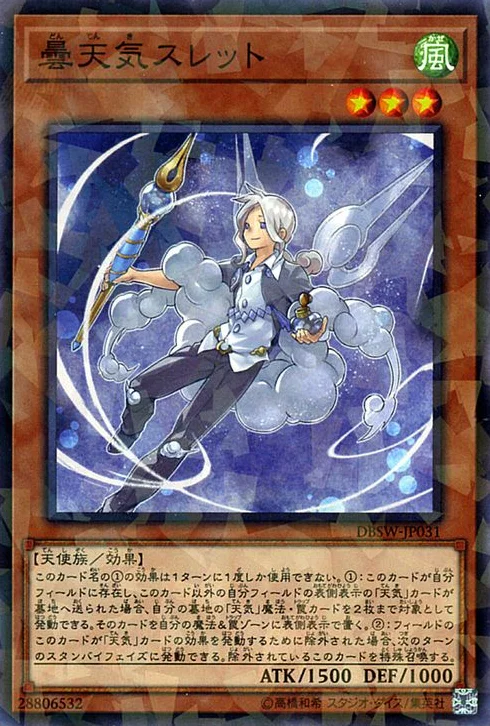 曇天気スレット
風
DBSW-JP031
【天使族／効果】
このカード名の①の効果は１ターンに１度しか使用できない。①：このカードが自分
フィールドに存在し、このカード以外の自分フィールドの表側表示の「天気」カードが
墓地へ送られた場合、自分の墓地の「天気」魔法・罠カードを２枚まで対象として
発動できる。そのカードを自分の魔法＆罠ゾーンに表側表示で置く。②：フィールドの
このカードが「天気」カードの効果を発動するために除外された場合、次のターン
のスタンバイフェイズに発動できる。除外されているこのカードを特殊召喚する。
ATK/1500 DEF/1000
28806532
©高橋和希 スタジオ・ダイス/集英社